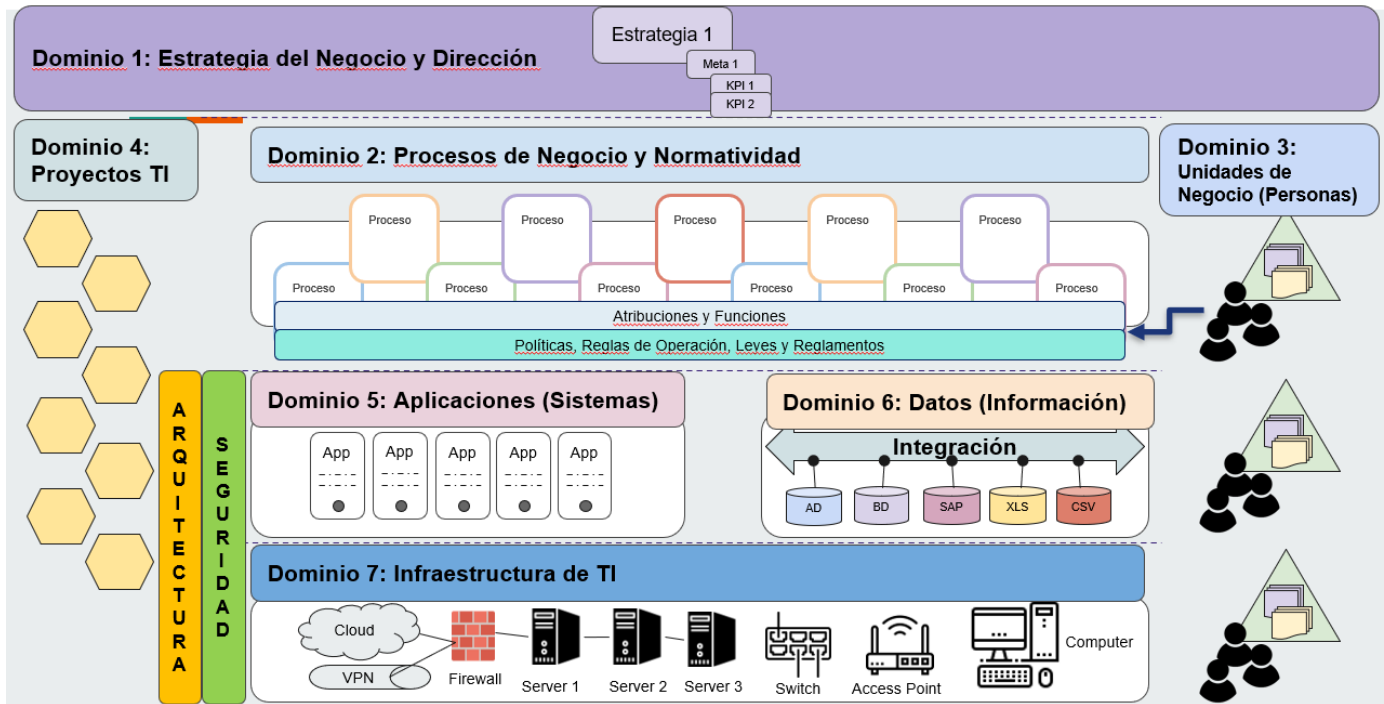 Dominio 1: Estrategia del Negocio y Dirección
Estrategia 1
Meta 1
KPI 1
KPI 2
Dominio 4:
Proyectos TI
Dominio 2: Procesos de Negocio y Normatividad
Dominio 3:
Unidades de
Negocio (Personas)
Proceso
Proceso
Proceso
Proceso
Proceso
Proceso
Proceso
Proceso
Proceso
Proceso
Proceso
Atribuciones y Funciones
Políticas, Reglas de Operación, Leyes y Reglamentos
ARQUITECTURA
SEGURIDAD
Dominio 5: Aplicaciones (Sistemas)
App
App
App
App
App
Dominio 6: Datos (Información)
Integración
AD
BD
SAP
XLS
CSV
Dominio 7: Infraestructura de TI
Cloud
VPN
Firewall
Server 1
Server 2
Server 3
Switch
Access Point
Computer